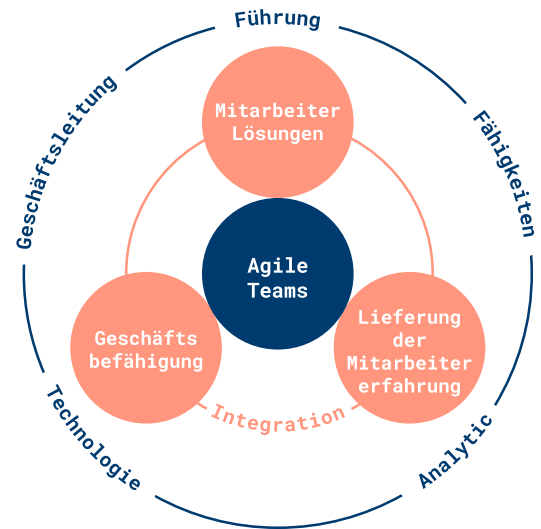 Führung
Geschäftsleitung
Fähigkeiten
Mitarbeiter
Lösungen
Agile
Teams
Geschäfts
befähigung
Lieferung
der
Mitarbeiter
erfahrung
Integration
Technologie
Analytic